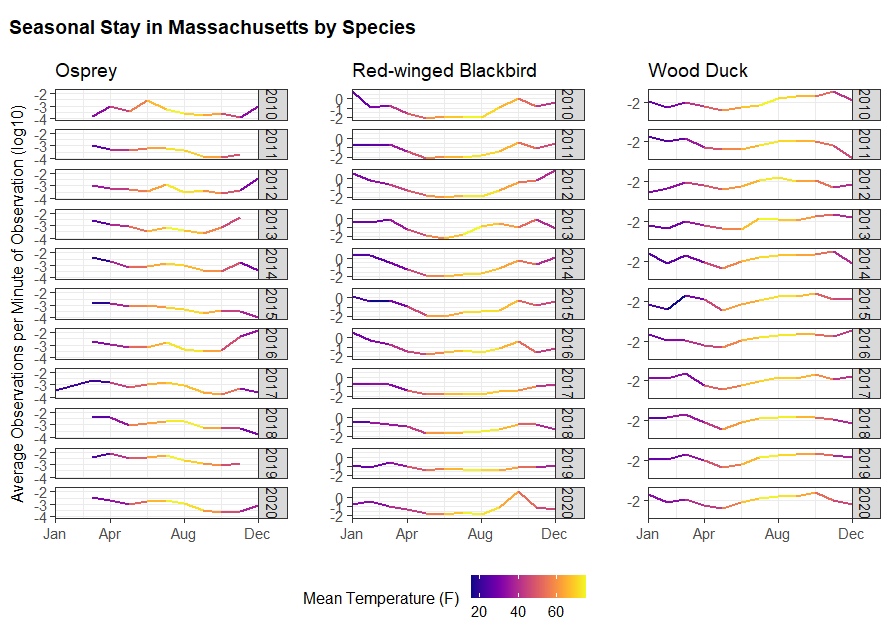 Seasonal Stay in Massachusetts by Species
Osprey
Red-winged Blackbird
Wood Duck
Average Observations per Minute of Observation (log10)
-2 -3 -4 2010 0 -1 -2 2010 -2 2010
-2 -3 -4 2011 0 -1 -2 2011 -2 2011
-2 -3 -4 2012 0 -1 -2 2012 -2 2012
-2 -3 -4 2013 0 -1 -2 2013 -2 2013
-2 -3 -4 2014 0 -1 -2 2014 -2 2014
-2 -3 -4 2015 0 -1 -2 2015 -2 2015
-2 -3 -4 2016 0 -1 -2 2016 -2 2016
-2 -3 -4 2017 0 -1 -2 2017 -2 2017
-2 -3 -4 2018 0 -1 -2 2018 -2 2018
-2 -3 -4 2019 0 -1 -2 2019 -2 2019
-2 -3 -4 2020 0 -1 -2 2020 -2 2020
Jan Apr Aug Dec Jan Apr Aug Dec Jan Apr Aug Dec
Mean Temperature (F)
20 40 60